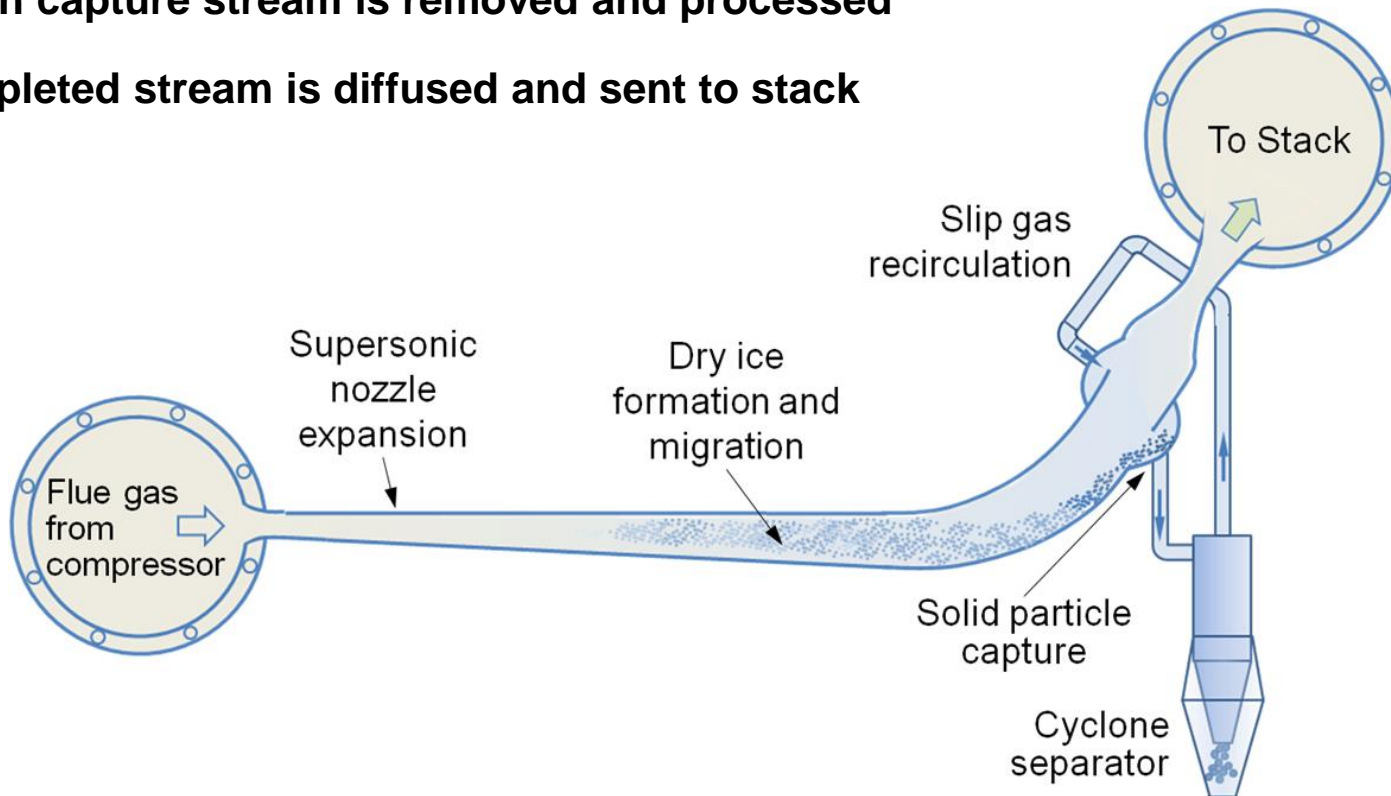 capture stream is removed and processed
stream is diffused and sent to stack
To Stack
Slip gas
recirculation
Supersonic
nozzle
expansion
Dry ice
formation and
migration
Flue gas
from
compressor
Solid particle
capture
Cyclone
separator